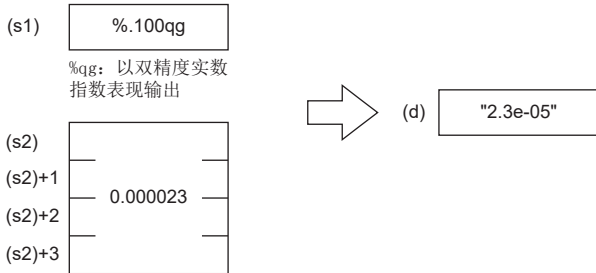 (s1)
%.100qg
%qg：以双精度实数
指数表现输出
(d)
"2.3e-05"
(s2)
(s2)+1
0.000023
(s2)+2
(s2)+3